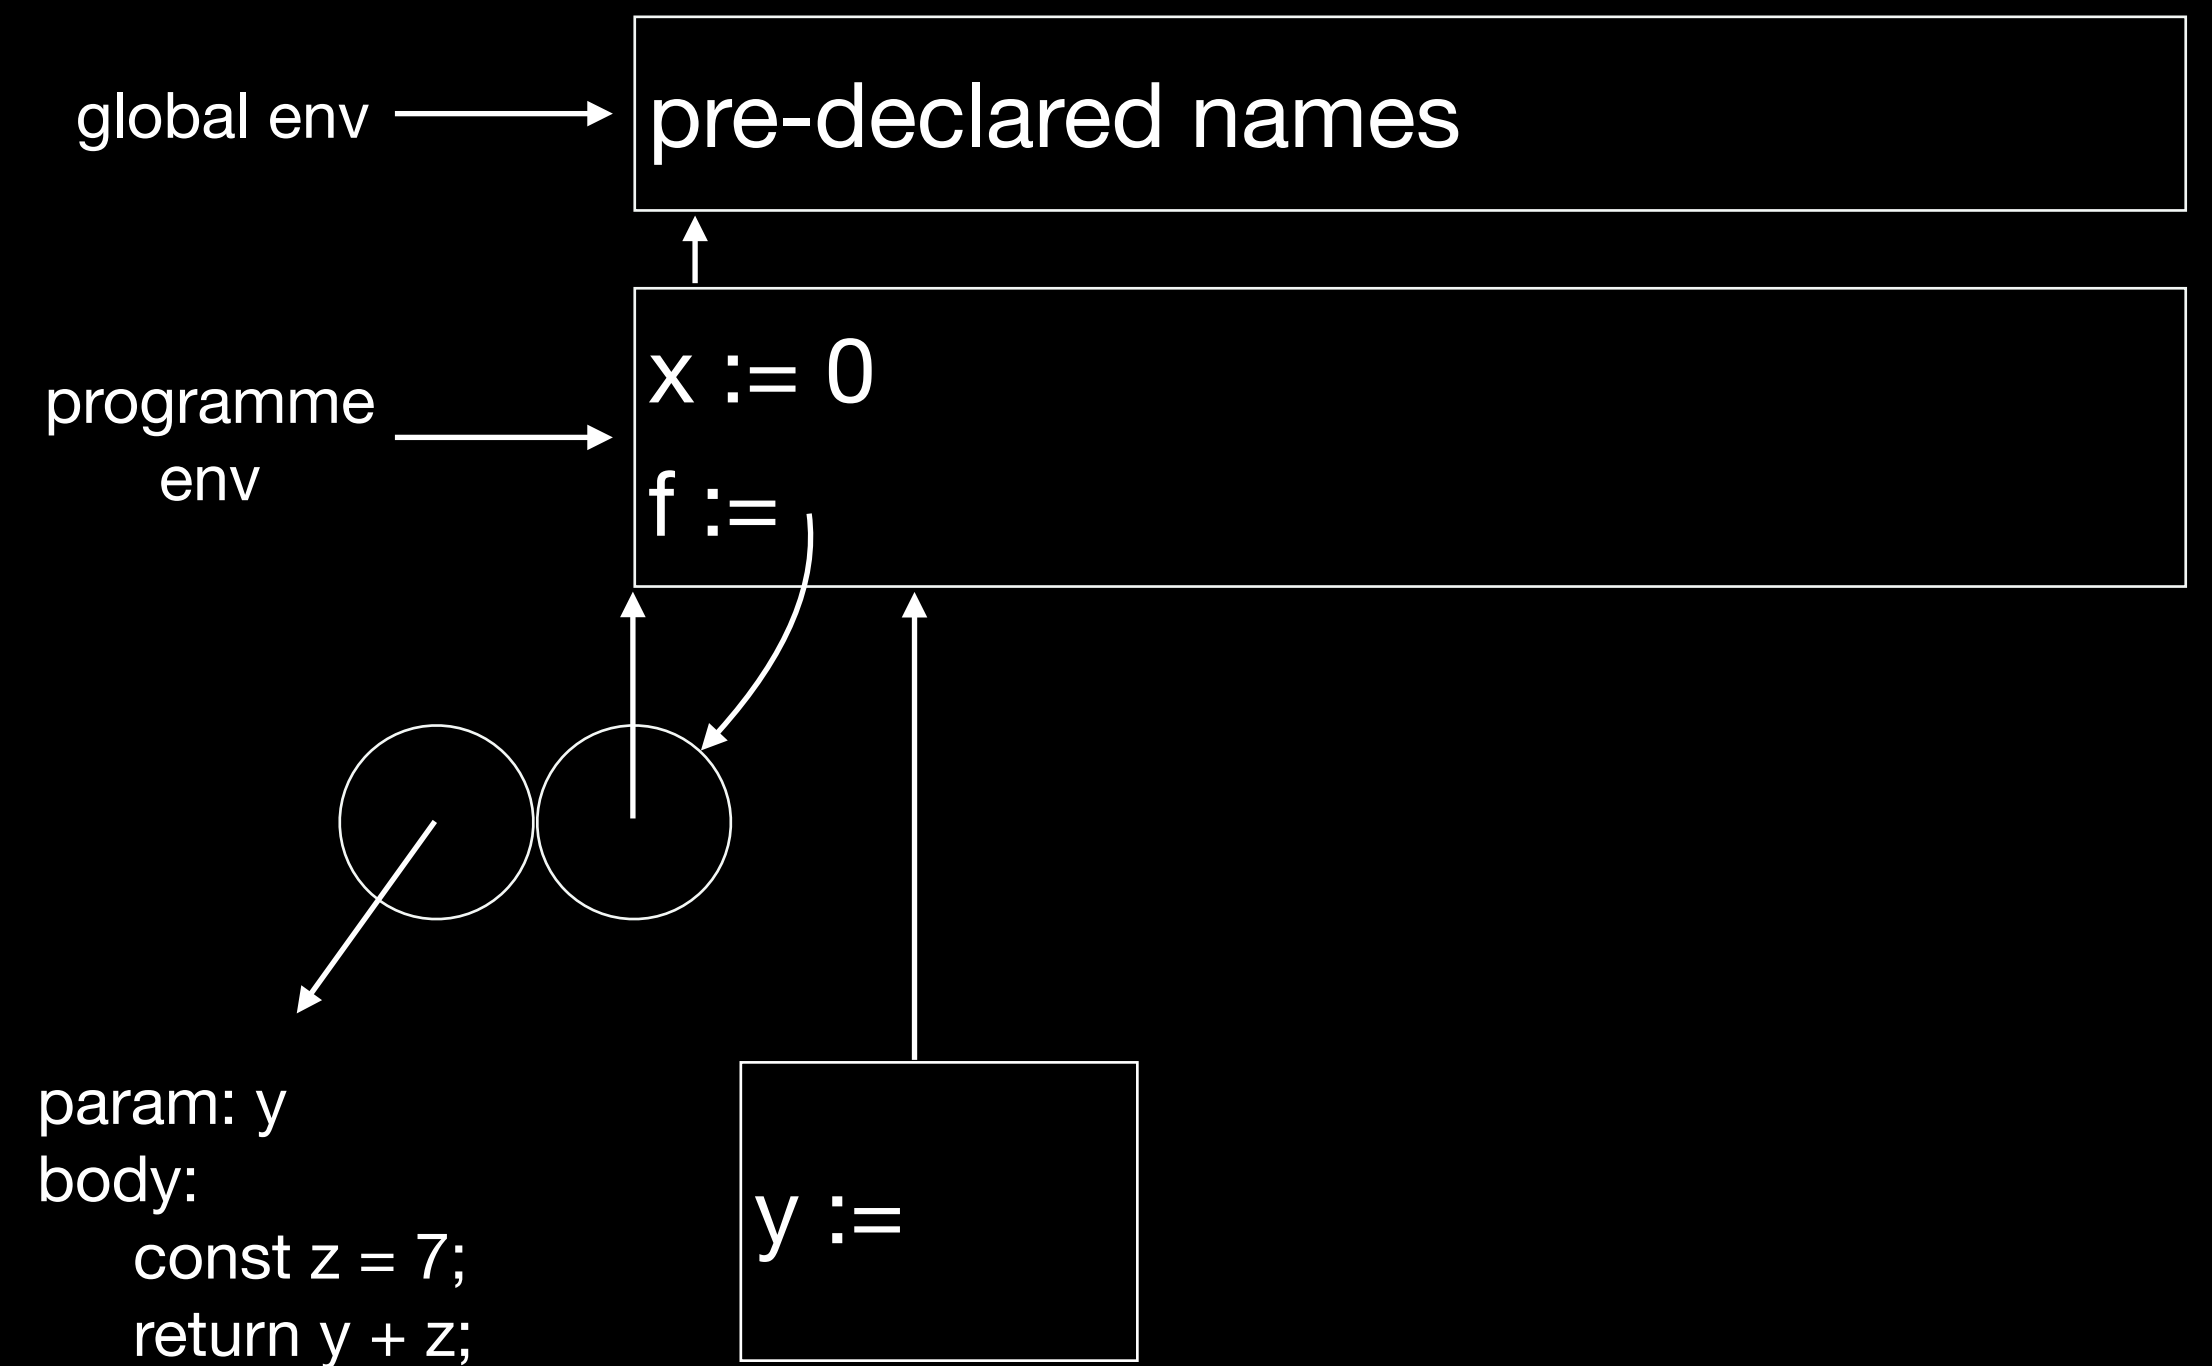 global env
pre-declared names
programme
env
x := 0
f :=
param: y
body:
const z = 7;
return y + z;
y :=